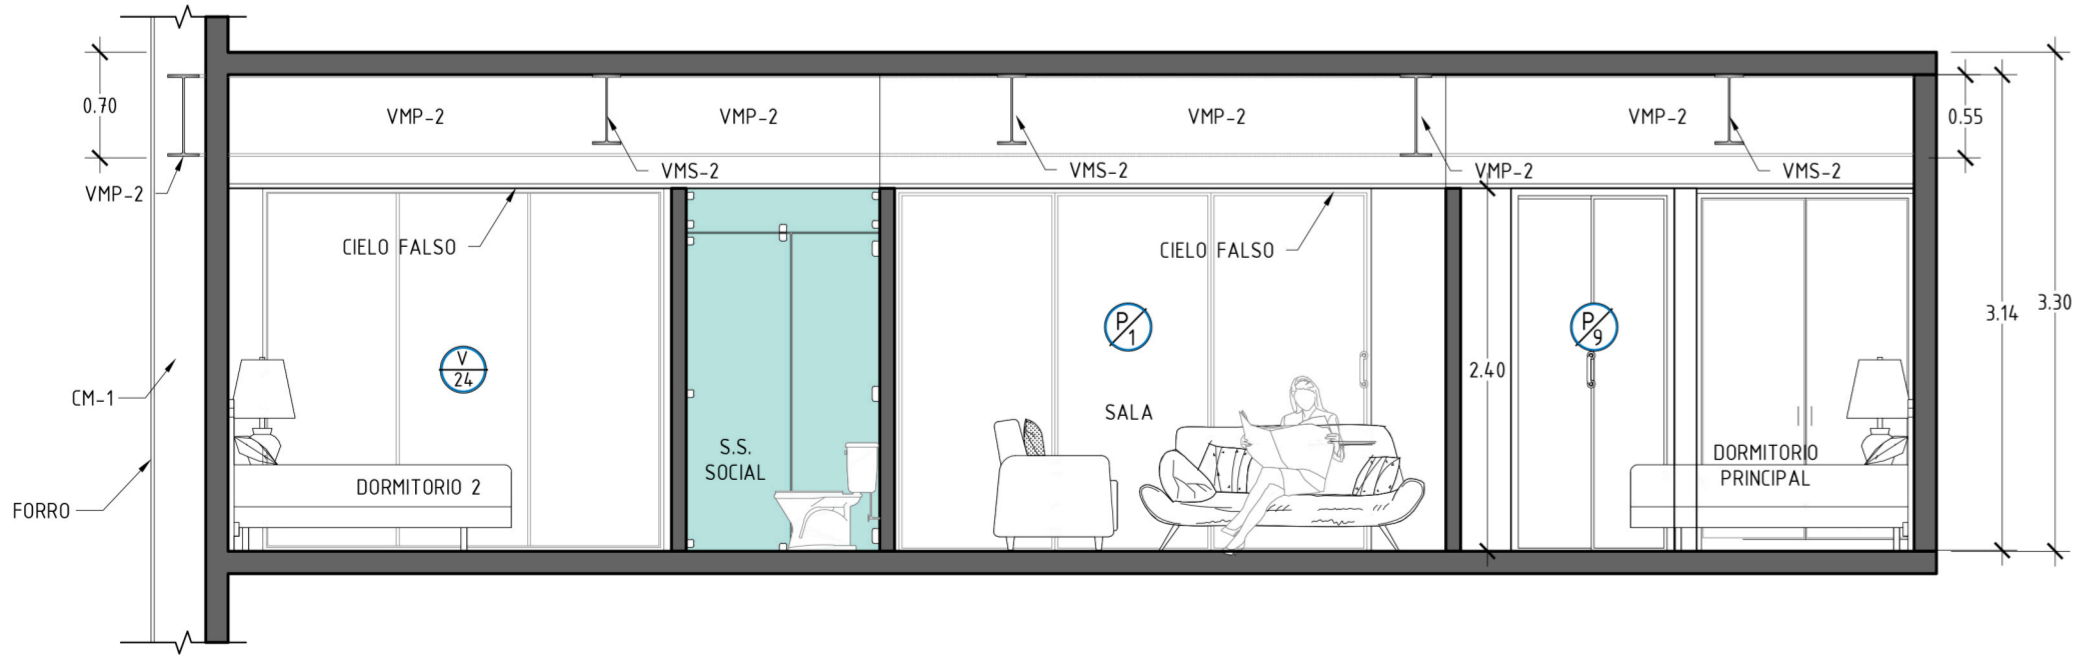 0.70
VMP-2
VMP-2
VMP-2
VMP-2
0.55
VMP-2
VMS-2
VMS-2
VMP-2
VMS-2
CIELO FALSO
CIELO FALSO
3.14
3.30
P
1
P
9
V
24
2.40
CM-1
SALA
S.S.
SOCIAL
DORMITORIO
PRINCIPAL
DORMITORIO 2
FORRO